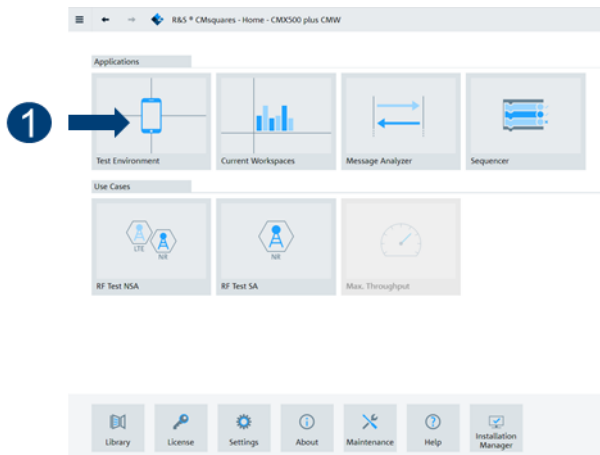 R&S ® CMsquares - Home - CMX500 plus CMW
Applications
1
Test Environment
Current Workspaces
Message Analyzer
Sequencer
Use Cases
LTE
NR
NR
RF Test NSA
RF Test SA
Max. Throughput
Library
License
Settings
About
Maintenance
Help
Installation
Manager